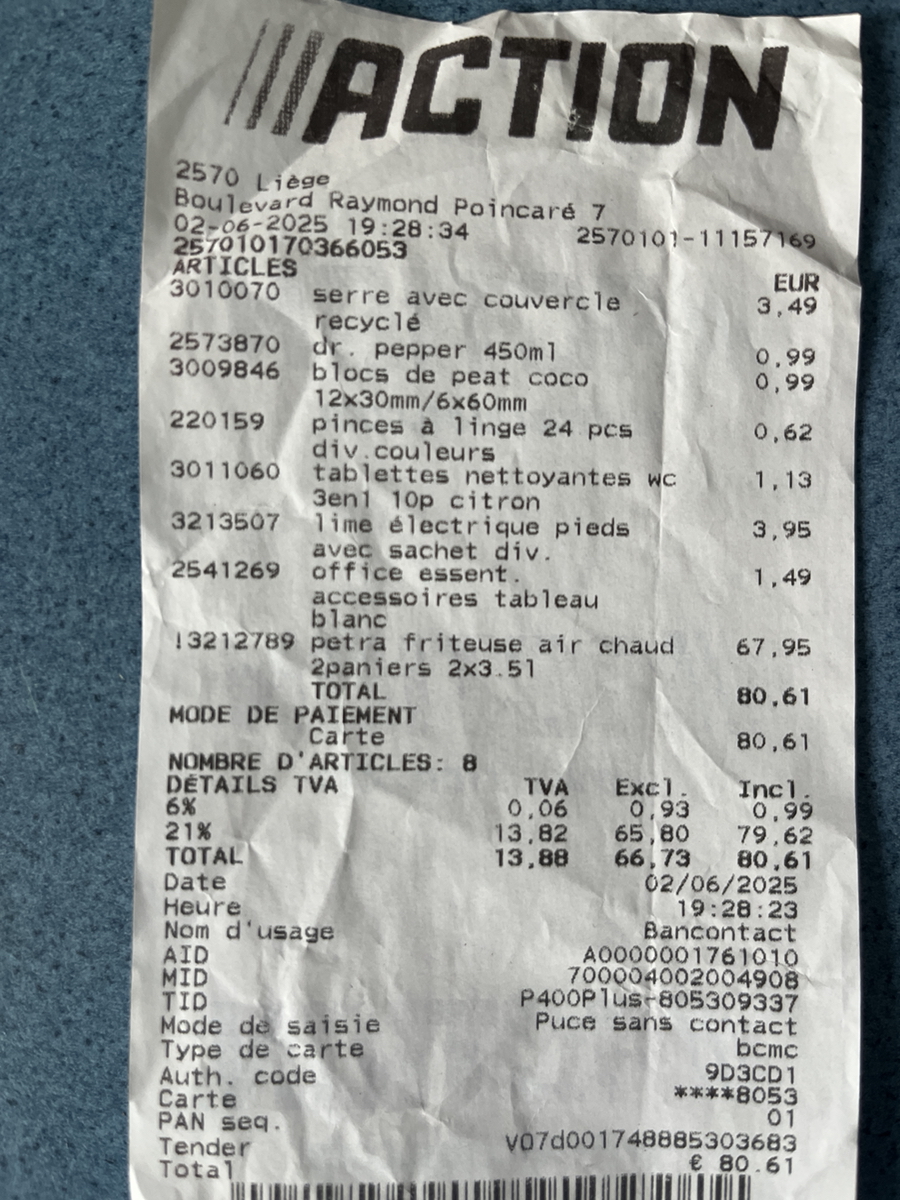 ACTION
2570 Liège
Boulevard Raymond Poincaré 7
02-06-2025 19:28:34 2570101-11157169
257010170366053
ARTICLES EUR
3010070 serre avec couvercle 3,49
recyclé
2573870 dr. pepper 450ml 0,99
3009846 blocs de peat coco 0,99
12x30mm/6x60mm
220159 pinces à linge 24 pcs 0,62
div.couleurs
3011060 tablettes nettoyantes wc 1,13
3en1 10p citron
3213507 lime électrique pieds 3,95
avec sachet div.
2541269 office essent. 1,49
accessoires tableau
blanc
!3212789 petra friteuse air chaud 67,95
2paniers 2x3.5l
TOTAL 80,61
MODE DE PAIEMENT
Carte 80,61
NOMBRE D'ARTICLES: 8
DÉTAILS TVA TVA Excl. Incl.
6% 0,06 0,93 0,99
21% 13,82 65,80 79,62
TOTAL 13,88 66,73 80,61
Date 02/06/2025
Heure 19:28:23
Nom d'usage Bancontact
AID A0000001761010
MID 700004002004908
TID P400Plus-805309337
Mode de saisie Puce sans contact
Type de carte bcmc
Auth. code 9D3CD1
Carte ****8053
PAN seq. 01
Tender V07d001748885303683
Total € 80.61